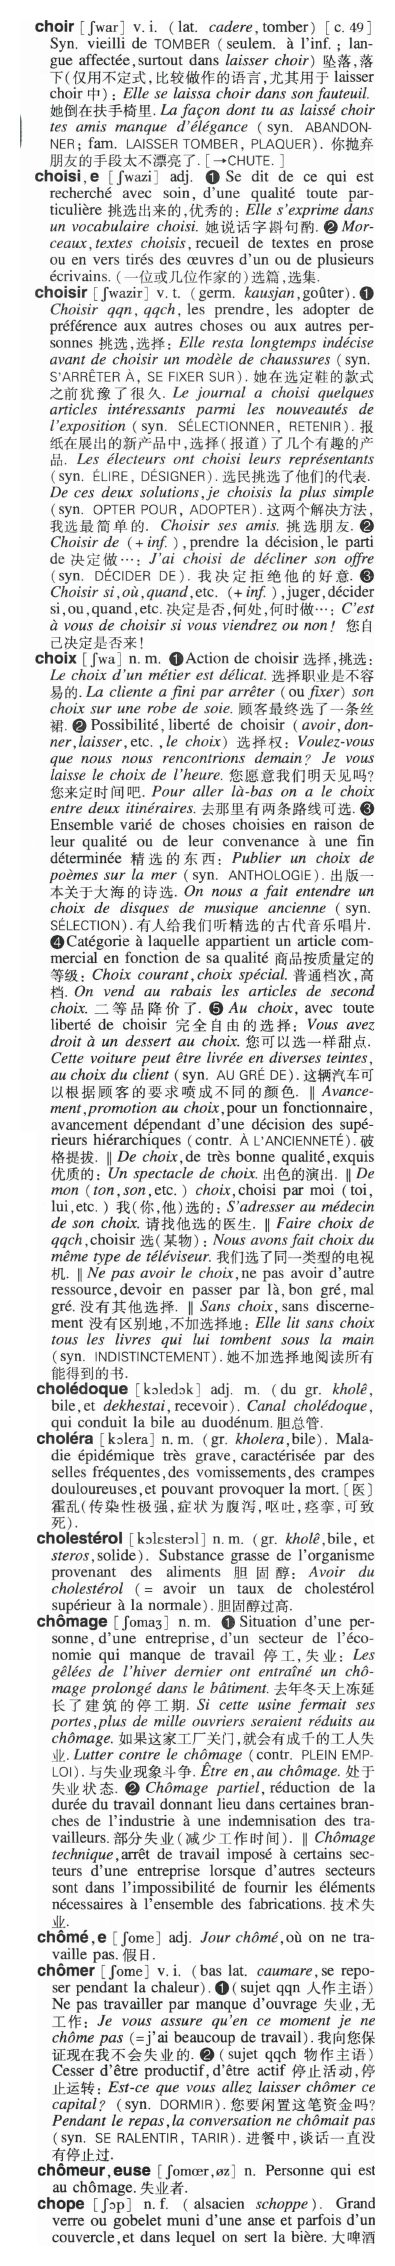 choir [ʃwar] v. i. (lat. cadere, tomber) [c. 49]
Syn. vieilli de TOMBER (seulem. à l'inf. ; lan-
gue affectée, surtout dans laisser choir) 坠落,落
下(仅用不定式,比较做作的语言,尤其用于 laisser
choir 中) : Elle se laissa choir dans son fauteuil.
她倒在扶手椅里. La façon dont tu as laissé choir
tes amis manque d'élégance (syn. ABANDON-
NER ; fam. LAISSER TOMBER, PLAQUER). 你抛弃
朋友的手段太不漂亮了. [→CHUTE. ]
choisi, e [ʃwazi] adj. ❶ Se dit de ce qui est
recherché avec soin, d'une qualité toute par-
ticulière 挑选出来的,优秀的 : Elle s'exprime dans
un vocabulaire choisi. 她说话字斟句酌. ❷ Mor-
ceaux, textes choisis, recueil de textes en prose
ou en vers tirés des œuvres d'un ou de plusieurs
écrivains. (一位或几位作家的)选篇,选集.
choisir [ʃwazir] v. t. (germ. kausjan, goûter). ❶
Choisir qqn, qqch, les prendre, les adopter de
préférence aux autres choses ou aux autres per-
sonnes 挑选,选择 : Elle resta longtemps indécise
avant de choisir un modèle de chaussures (syn.
S'ARRÊTER À, SE FIXER SUR). 她在选定鞋的款式
之前犹豫了很久. Le journal a choisi quelques
articles intéressants parmi les nouveautés de
l'exposition (syn. SÉLECTIONNER, RETENIR). 报
纸在展出的新产品中,选择(报道)了几个有趣的产
品. Les électeurs ont choisi leurs représentants
(syn. ÉLIRE, DÉSIGNER). 选民挑选了他们的代表.
De ces deux solutions, je choisis la plus simple
(syn. OPTER POUR, ADOPTER). 这两个解决方法,
我选最简单的. Choisir ses amis. 挑选朋友. ❷
Choisir de (+ inf. ), prendre la décision, le parti
de 决定做… : J'ai choisi de décliner son offre
(syn. DÉCIDER DE). 我决定拒绝他的好意. ❸
Choisir si, où, quand, etc. (+ inf. ), juger, décider
si, ou, quand, etc. 决定是否,何处,何时做… : C'est
à vous de choisir si vous viendrez ou non! 您自
己决定是否来!
choix [ʃwa] n. m. ❶ Action de choisir 选择,挑选 :
Le choix d'un métier est délicat. 选择职业是不容
易的. La cliente a fini par arrêter (ou fixer) son
choix sur une robe de soie. 顾客最终选了一条丝
裙. ❷ Possibilité, liberté de choisir (avoir, don-
ner, laisser, etc. , le choix) 选择权 : Voulez-vous
que nous nous rencontrions demain? Je vous
laisse le choix de l'heure. 您愿意我们明天见吗?
您来定时间吧. Pour aller là-bas on a le choix
entre deux itinéraires. 去那里有两条路线可选. ❸
Ensemble varié de choses choisies en raison de
leur qualité ou de leur convenance à une fin
déterminée 精选的东西 : Publier un choix de
poèmes sur la mer (syn. ANTHOLOGIE). 出版一
本关于大海的诗选. On nous a fait entendre un
choix de disques de musique ancienne (syn.
SÉLECTION). 有人给我们听精选的古代音乐唱片.
❹ Catégorie à laquelle appartient un article com-
mercial en fonction de sa qualité 商品按质量定的
等级 : Choix courant, choix spécial. 普通档次,高
档. On vend au rabais les articles de second
choix. 二等品降价了. ❺ Au choix, avec toute
liberté de choisir 完全自由的选择 : Vous avez
droit à un dessert au choix. 您可以选一样甜点.
Cette voiture peut être livrée en diverses teintes,
au choix du client (syn. AU GRÉ DE). 这辆汽车可
以根据顾客的要求喷成不同的颜色. ‖ Avance-
ment, promotion au choix, pour un fonctionnaire,
avancement dépendant d'une décision des supé-
rieurs hiérarchiques (contr. À L'ANCIENNETÉ). 破
格提拔. ‖ De choix, de très bonne qualité, exquis
优质的 : Un spectacle de choix. 出色的演出. ‖ De
mon (ton, son, etc. ) choix, choisi par moi (toi,
lui, etc. ) 我(你,他)选的 : S'adresser au médecin
de son choix. 请找他选的医生. ‖ Faire choix de
qqch, choisir 选(某物) : Nous avons fait choix du
même type de téléviseur. 我们选了同一类型的电视
机. ‖ Ne pas avoir le choix, ne pas avoir d'autre
ressource, devoir en passer par là, bon gré, mal
gré. 没有其他选择. ‖ Sans choix, sans discerne-
ment 没有区别地,不加选择地 : Elle lit sans choix
tous les livres qui lui tombent sous la main
(syn. INDISTINCTEMENT). 她不加选择地阅读所有
能得到的书.
cholédoque [kɔledɔk] adj. m. (du gr. kholê,
bile, et dekhestai, recevoir). Canal cholédoque,
qui conduit la bile au duodénum. 胆总管.
choléra [kɔlera] n. m. (gr. kholera, bile). Mala-
die épidémique très grave, caractérisée par des
selles fréquentes, des vomissements, des crampes
douloureuses, et pouvant provoquer la mort. [医]
霍乱(传染性极强,症状为腹泻,呕吐,痉挛,可致
死).
cholestérol [kɔlɛsterɔl] n. m. (gr. kholê, bile, et
steros, solide). Substance grasse de l'organisme
provenant des aliments 胆固醇 : Avoir du
cholestérol (= avoir un taux de cholestérol
supérieur à la normale). 胆固醇过高.
chômage [ʃomaʒ] n. m. ❶ Situation d'une per-
sonne, d'une entreprise, d'un secteur de l'éco-
nomie qui manque de travail 停工,失业 : Les
gêlées de l'hiver dernier ont entraîné un chô-
mage prolongé dans le bâtiment. 去年冬天上冻延
长了建筑的停工期. Si cette usine fermait ses
portes, plus de mille ouvriers seraient réduits au
chômage. 如果这家工厂关门,就会有成千的工人失
业. Lutter contre le chômage (contr. PLEIN EMP-
LOI). 与失业现象斗争. Être en, au chômage. 处于
失业状态. ❷ Chômage partiel, réduction de la
durée du travail donnant lieu dans certaines bran-
ches de l'industrie à une indemnisation des tra-
vailleurs. 部分失业(减少工作时间). ‖ Chômage
technique, arrêt de travail imposé à certains sec-
teurs d'une entreprise lorsque d'autres secteurs
sont dans l'impossibilité de fournir les éléments
nécessaires à l'ensemble des fabrications. 技术失
业.
chômé, e [ʃome] adj. Jour chômé, où on ne tra-
vaille pas. 假日.
chômer [ʃome] v. i. (bas lat. caumare, se repo-
ser pendant la chaleur). ❶ (sujet qqn 人作主语)
Ne pas travailler par manque d'ouvrage 失业,无
工作 : Je vous assure qu'en ce moment je ne
chôme pas (= j'ai beaucoup de travail). 我向您保
证现在我不会失业的. ❷ (sujet qqch 物作主语)
Cesser d'être productif, d'être actif 停止活动,停
止运转 : Est-ce que vous allez laisser chômer ce
capital? (syn. DORMIR). 您要闲置这笔资金吗?
Pendant le repas, la conversation ne chômait pas
(syn. SE RALENTIR, TARIR). 进餐中,谈话一直没
有停止过.
chômeur, euse [ʃomœr, øz] n. Personne qui est
au chômage. 失业者.
chope [ʃɔp] n. f. (alsacien schoppe). Grand
verre ou gobelet muni d'une anse et parfois d'un
couvercle, et dans lequel on sert la bière. 大啤酒